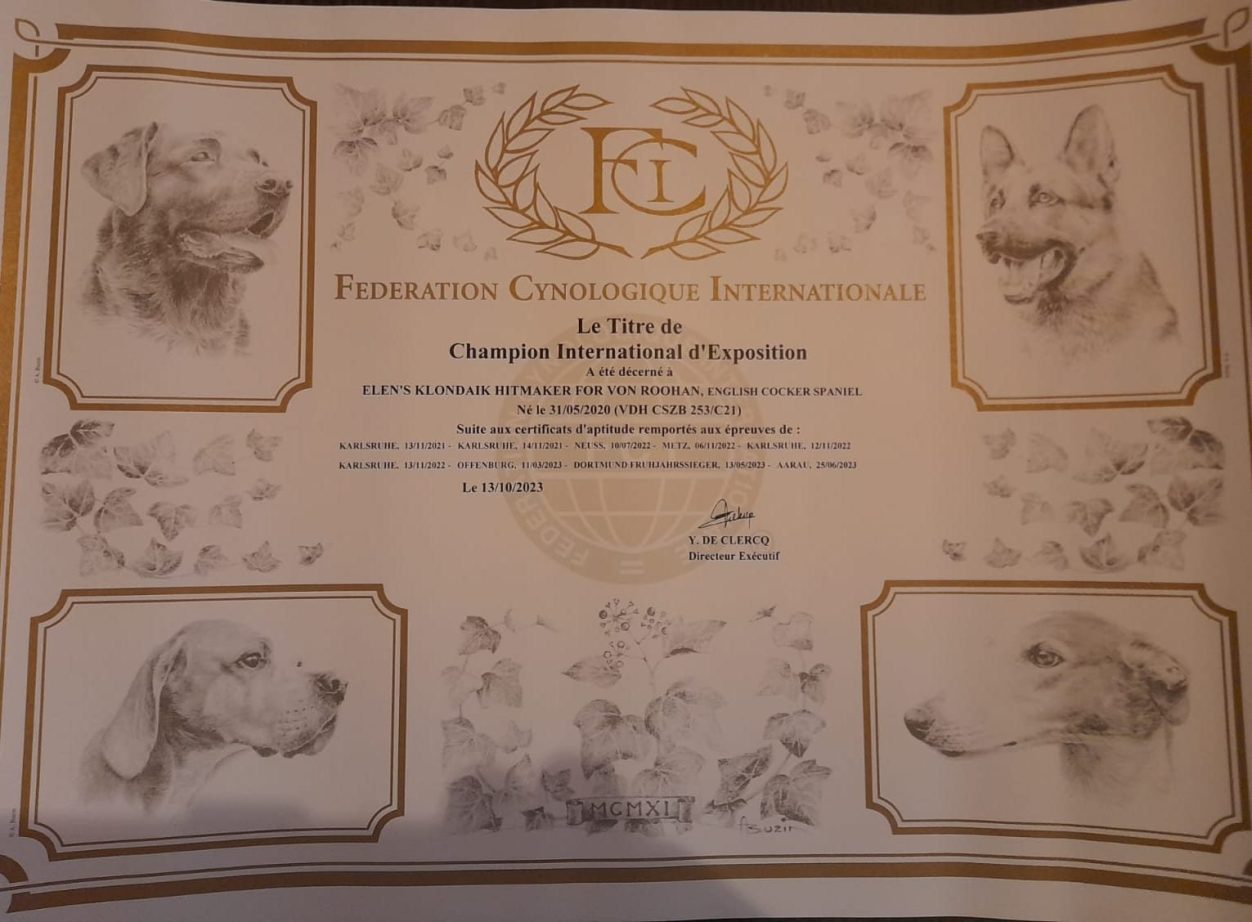 FCI
FEDERATION CYNOLOGIQUE INTERNATIONALE
Le Titre de
Champion International d'Exposition
A été décerné à
ELEN'S KLONDAIK HITMAKER FOR VON ROOHAN, ENGLISH COCKER SPANIEL
Né le 31/05/2020 (VDH CSZB 253/C21)
Suite aux certificats d'aptitude remportés aux épreuves de :
KARLSRUHE, 13/11/2021 - KARLSRUHE, 14/11/2021 - NEUSS, 10/07/2022 - METZ, 06/11/2022 - KARLSRUHE, 12/11/2022
KARLSRUHE, 13/11/2022 - OFFENBURG, 11/03/2023 - DORTMUND FRUHJAHRSSIEGER, 13/05/2023 - AARAU, 25/06/2023
Le 13/10/2023
Y. DE CLERCQ
Directeur Exécutif
MCMXI